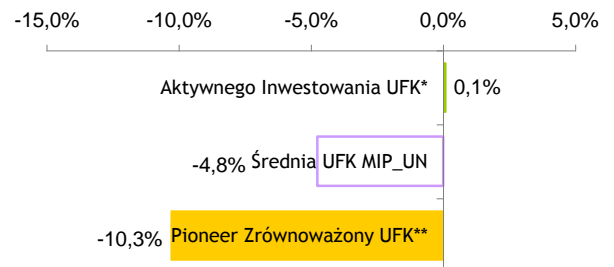 -15,0% -10,0% -5,0% 0,0% 5,0%
Aktywnego Inwestowania UFK* 0,1%
-4,8% Średnia UFK MIP_UN
-10,3% Pioneer Zrównoważony UFK**